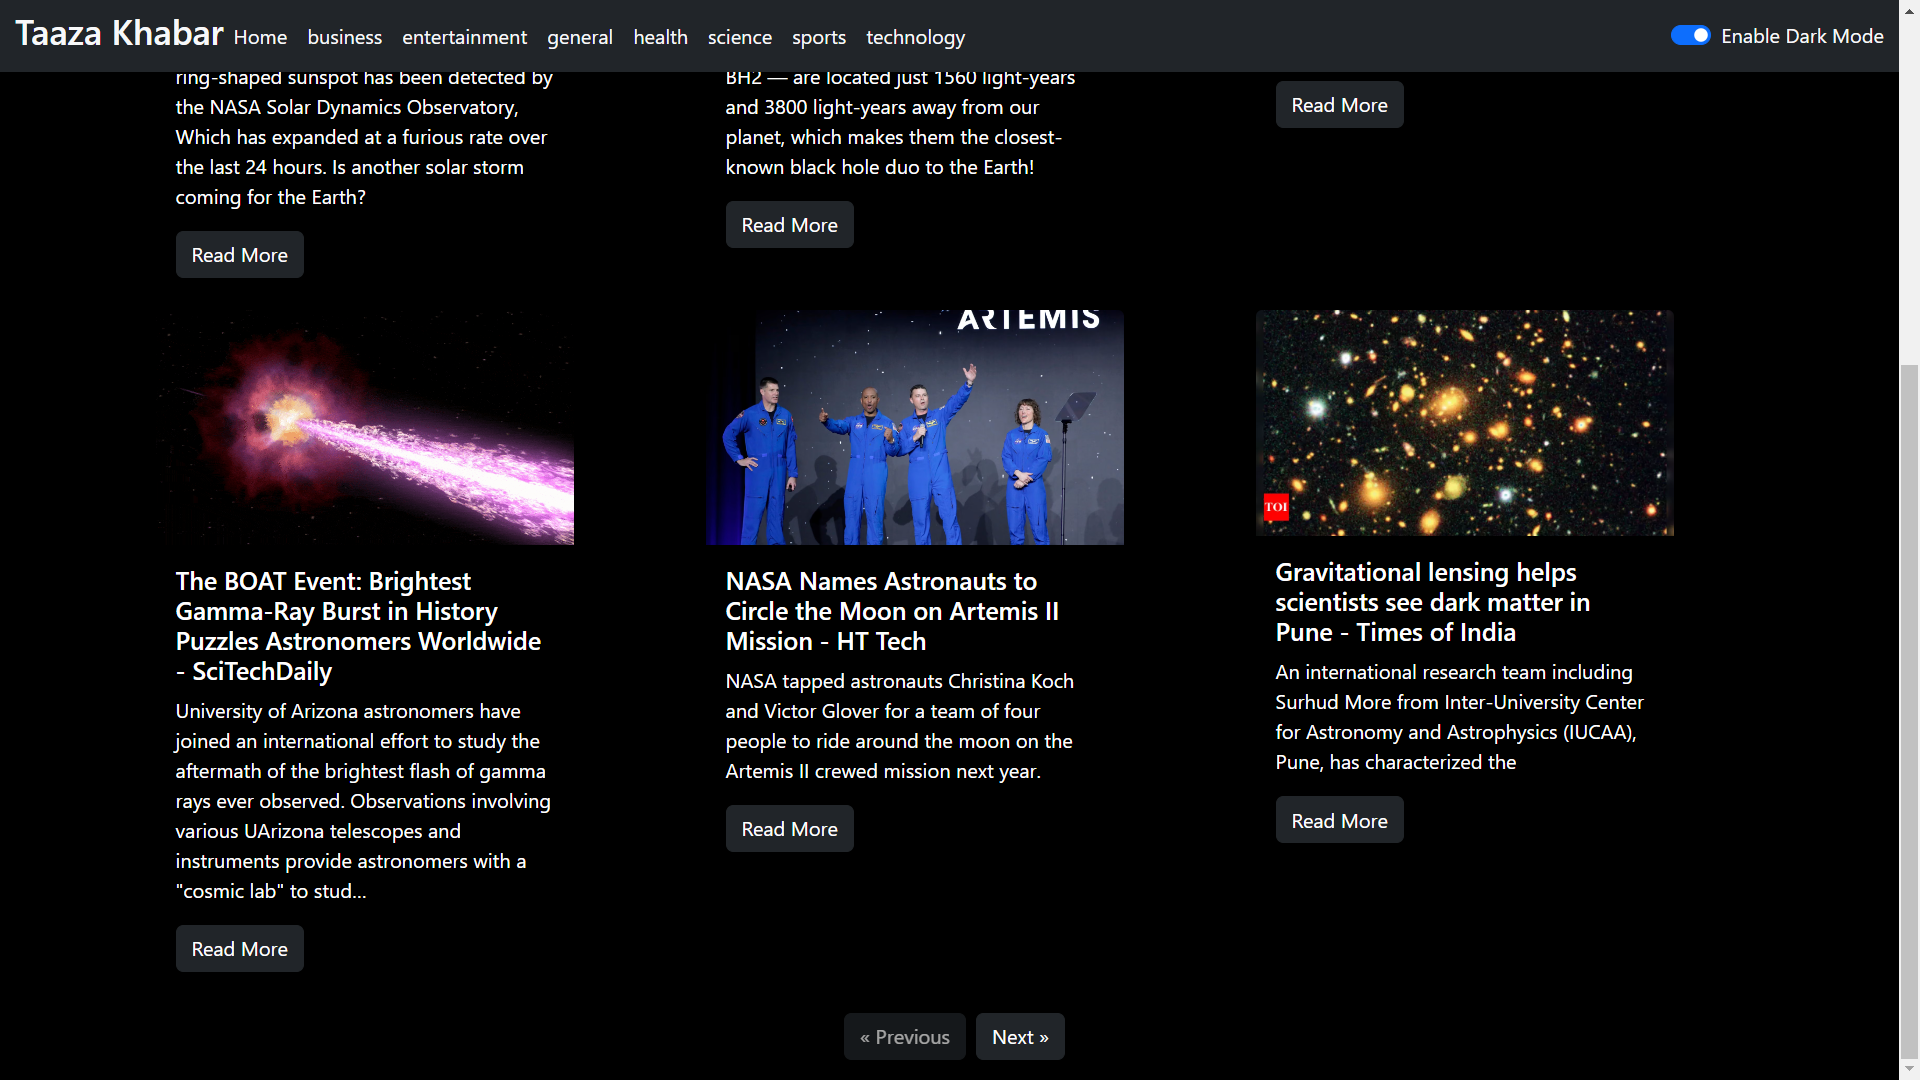 Taaza Khabar Home business entertainment general health science sports technology Enable Dark Mode
ring-shaped sunspot has been detected by
the NASA Solar Dynamics Observatory,
Which has expanded at a furious rate over
the last 24 hours. Is another solar storm
coming for the Earth?
Read More
BH2 — are located just 1560 light-years
and 3800 light-years away from our
planet, which makes them the closest-
known black hole duo to the Earth!
Read More
Read More
The BOAT Event: Brightest
Gamma-Ray Burst in History
Puzzles Astronomers Worldwide
- SciTechDaily
University of Arizona astronomers have
joined an international effort to study the
aftermath of the brightest flash of gamma
rays ever observed. Observations involving
various UArizona telescopes and
instruments provide astronomers with a
"cosmic lab" to stud...
Read More
ARTEMIS
NASA Names Astronauts to
Circle the Moon on Artemis II
Mission - HT Tech
NASA tapped astronauts Christina Koch
and Victor Glover for a team of four
people to ride around the moon on the
Artemis II crewed mission next year.
Read More
TOI
Gravitational lensing helps
scientists see dark matter in
Pune - Times of India
An international research team including
Surhud More from Inter-University Center
for Astronomy and Astrophysics (IUCAA),
Pune, has characterized the
Read More
« Previous
Next »